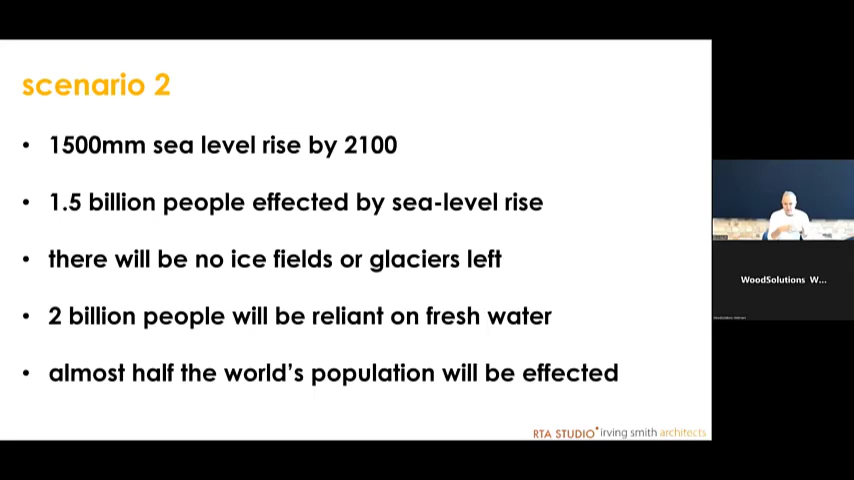 scenario 2
• 1500mm sea level rise by 2100
• 1.5 billion people effected by sea-level rise
• there will be no ice fields or glaciers left
• 2 billion people will be reliant on fresh water
• almost half the world's population will be effected
WoodSolutions W...
RTA STUDIO irving smith architects